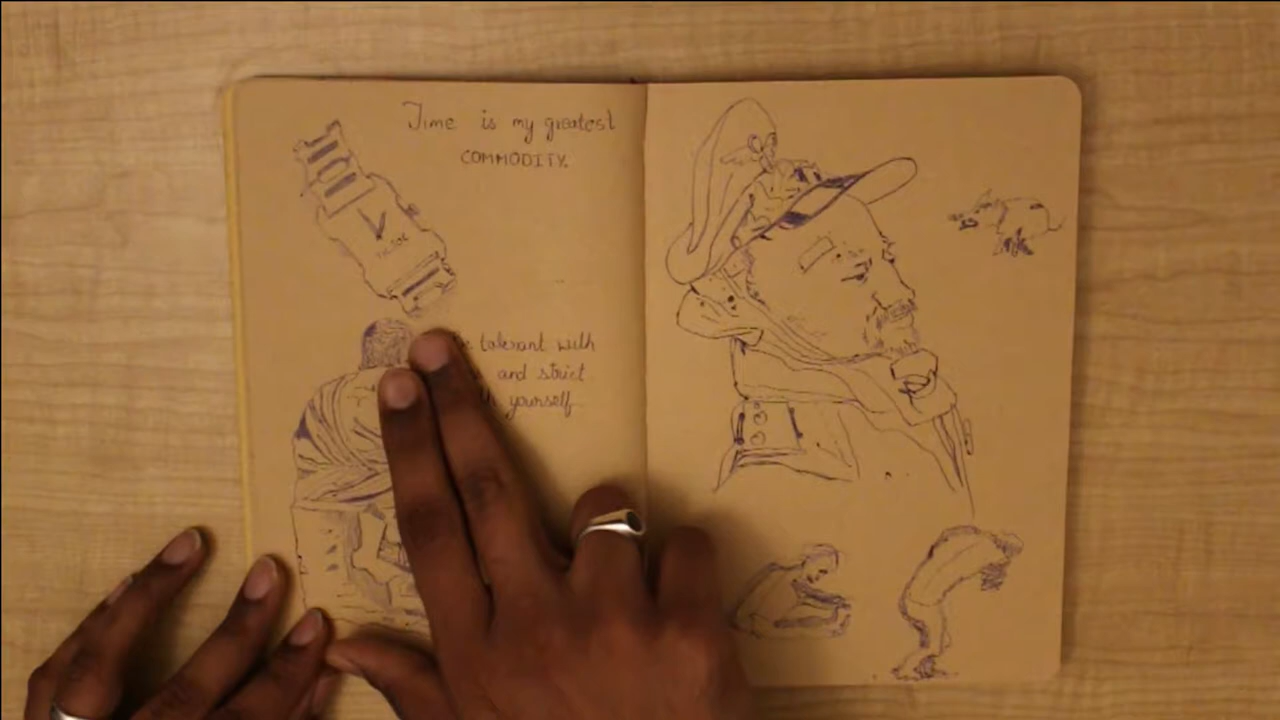 Time is my greatest
COMMODITY.
tolerant with
and strict
yourself